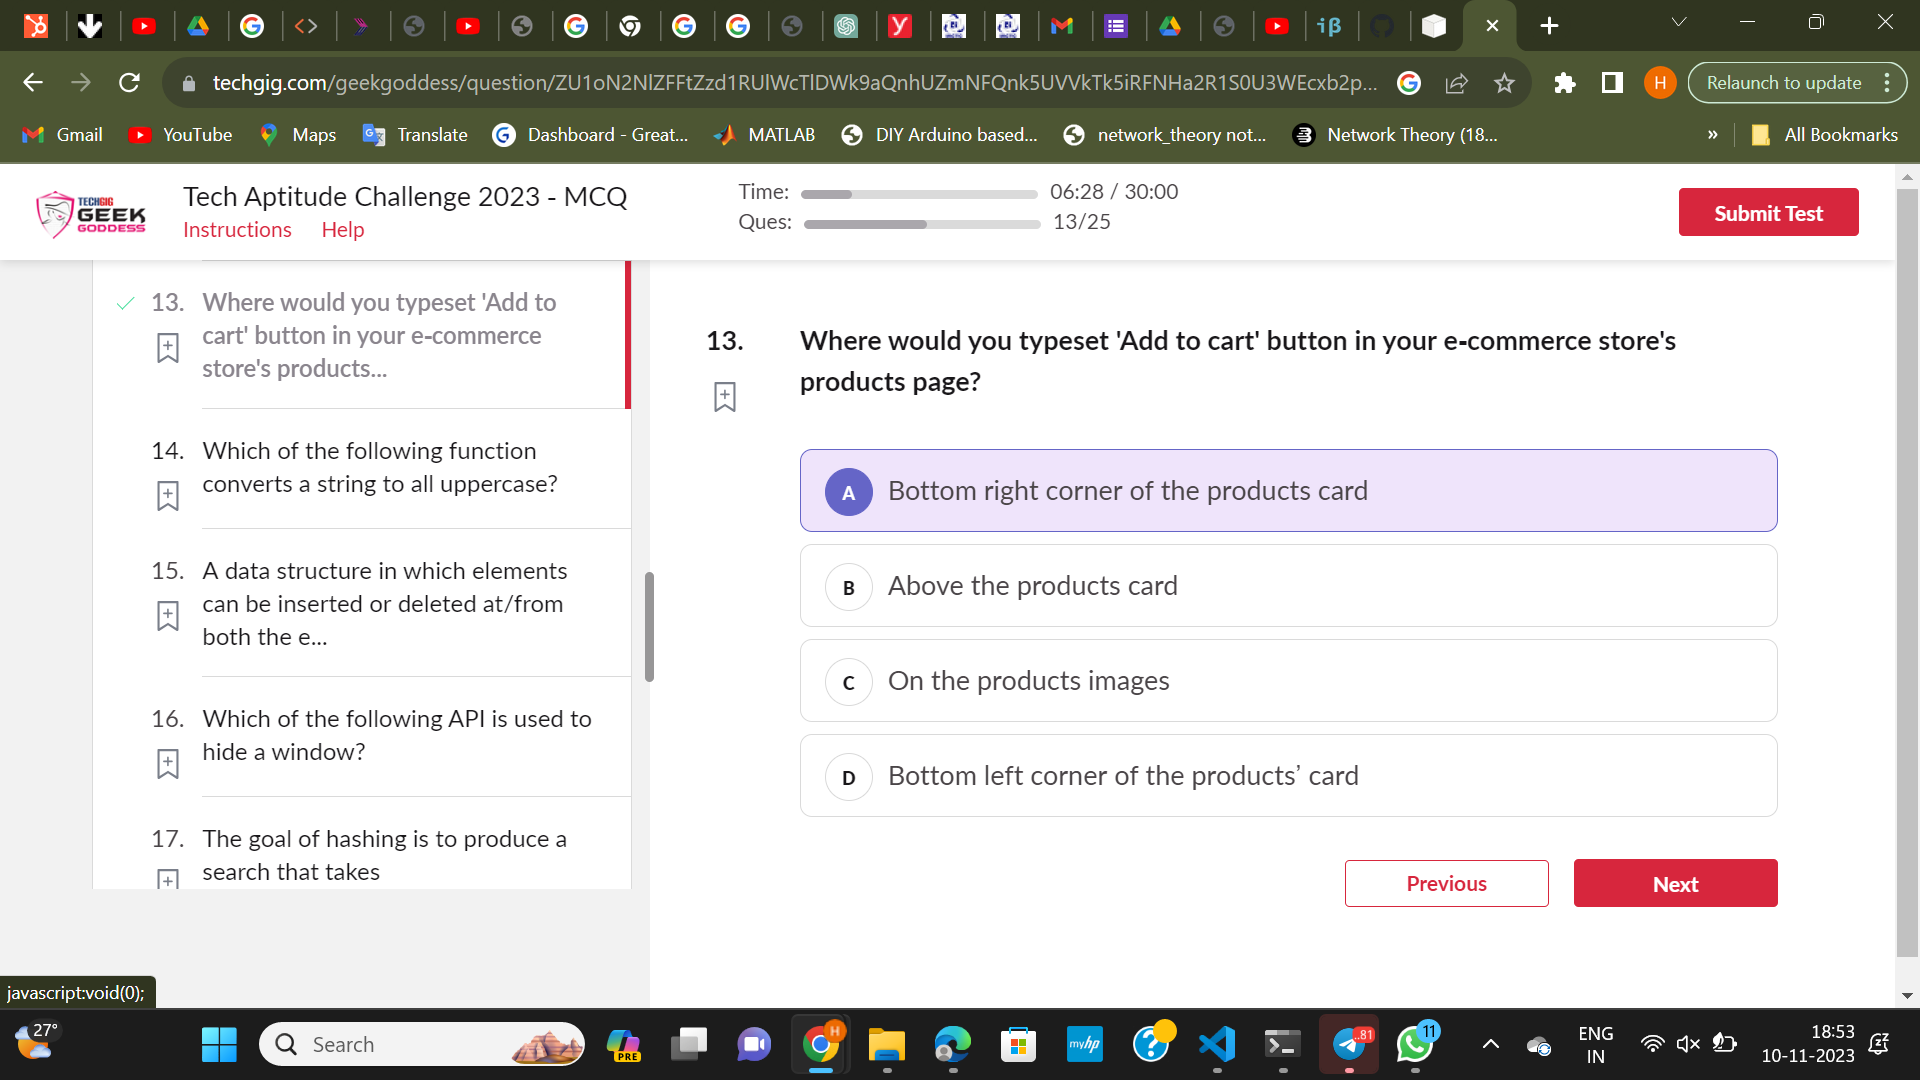 techgig.com/geekgoddess/question/ZU1oN2NlZFFtZzd1RUlWcTlDWk9aQnhUZmNFQnk5UVVkTk5iRFNHa2R1S0U3WEcxb2p...
H
Relaunch to update
Gmail
YouTube
Maps
Translate
Dashboard - Great...
MATLAB
DIY Arduino based...
network_theory not...
Network Theory (18...
»
All Bookmarks
TECHGIG
GEEK
GODDESS
Tech Aptitude Challenge 2023 - MCQ
Instructions Help
Time: 06:28 / 30:00
Ques: 13/25
Submit Test
13. Where would you typeset 'Add to
cart' button in your e-commerce
store's products...
14. Which of the following function
converts a string to all uppercase?
15. A data structure in which elements
can be inserted or deleted at/from
both the e...
16. Which of the following API is used to
hide a window?
17. The goal of hashing is to produce a
search that takes
13. Where would you typeset 'Add to cart' button in your e-commerce store's
products page?
A Bottom right corner of the products card
B Above the products card
C On the products images
D Bottom left corner of the products’ card
Previous
Next
javascript:void(0);
27°
Search
PRE
H
myhp
81
11
ENG
IN
18:53
10-11-2023